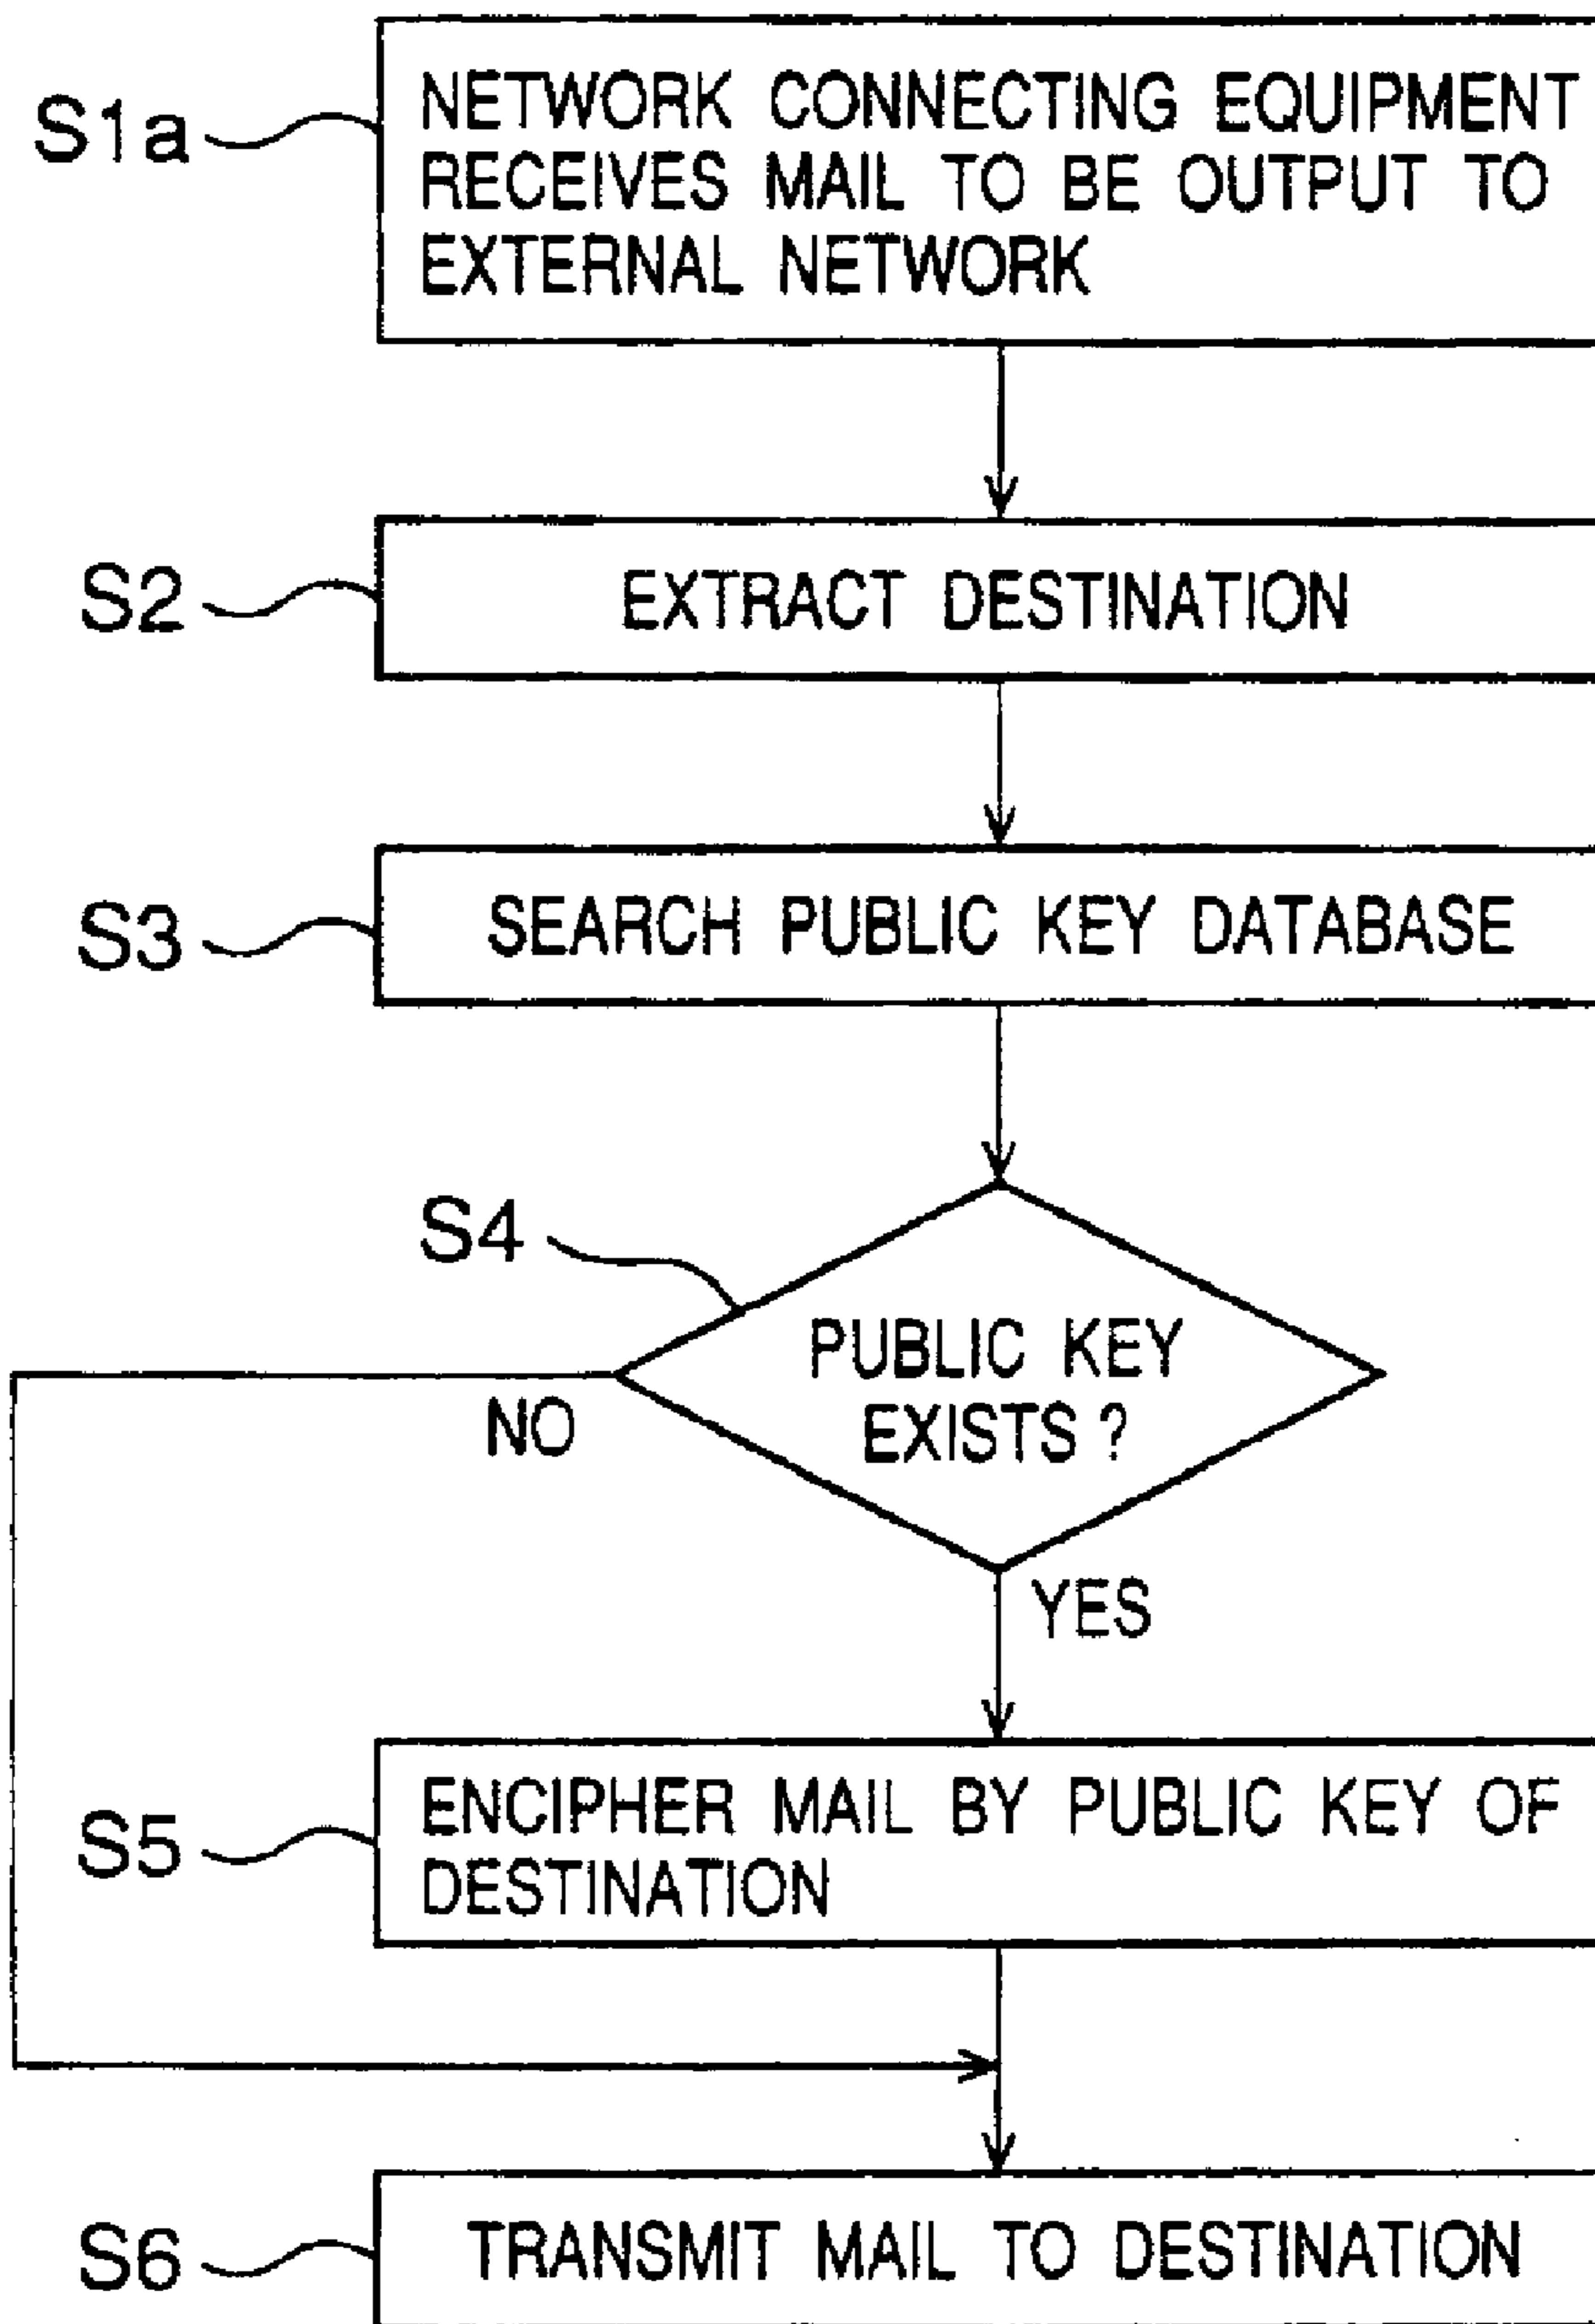 S1a
NETWORK CONNECTING EQUIPMENT
RECEIVES MAIL TO BE OUTPUT TO
EXTERNAL NETWORK
S2
EXTRACT DESTINATION
S3
SEARCH PUBLIC KEY DATABASE
S4
PUBLIC KEY
EXISTS ?
NO
YES
S5
ENCIPHER MAIL BY PUBLIC KEY OF
DESTINATION
S6
TRANSMIT MAIL TO DESTINATION